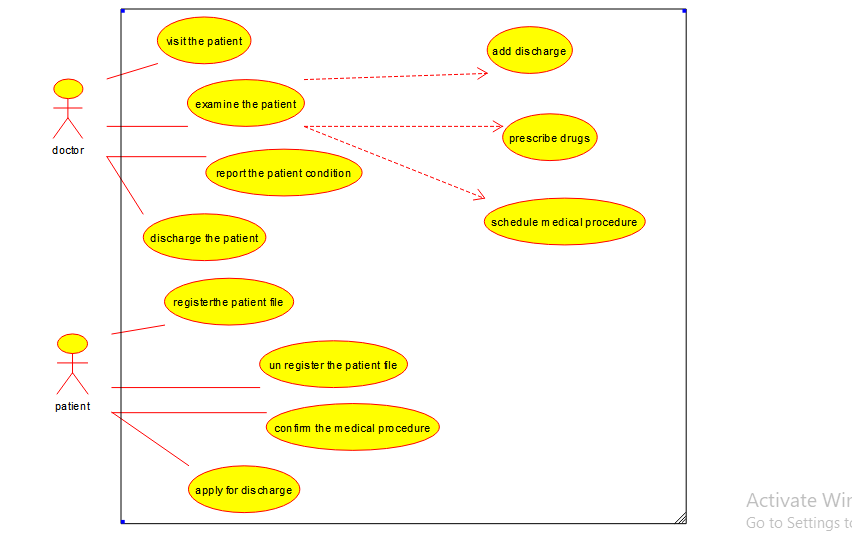 visit the patient
add discharge
examine the patient
prescribe drugs
doctor
report the patient condition
schedule medical procedure
discharge the patient
registerthe patient file
un register the patient file
patient
confirm the medical procedure
apply for discharge
Activate Win
Go to Settings to